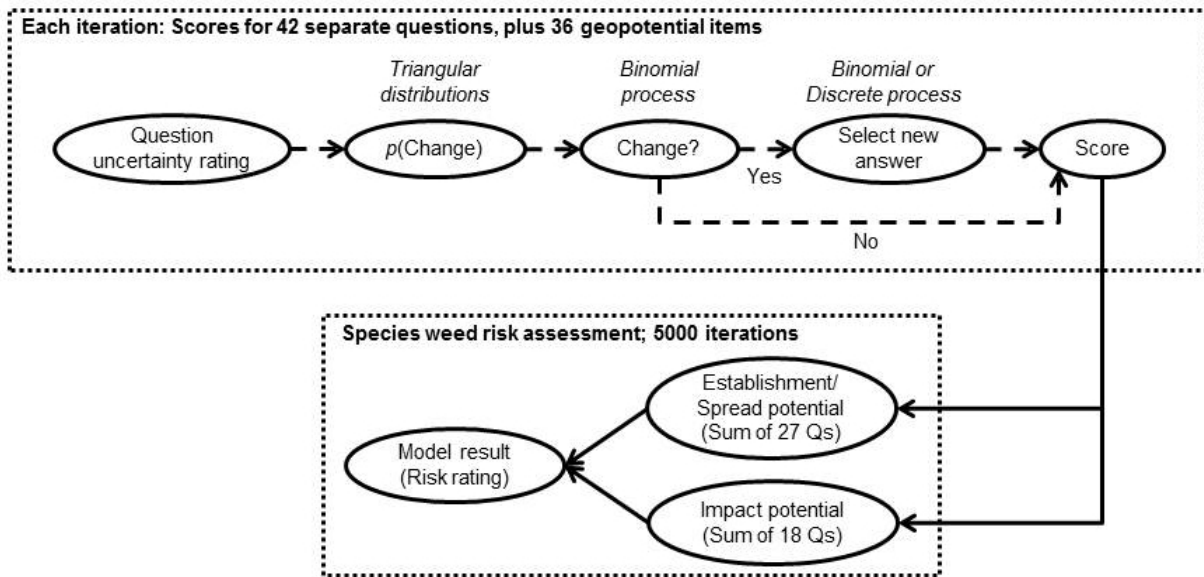 Each iteration: Scores for 42 separate questions, plus 36 geopotential items
Triangular
distributions
Binomial
process
Binomial or
Discrete process
Question
uncertainty rating
p(Change)
Change?
Select new
answer
Score
Yes
No
Species weed risk assessment; 5000 iterations
Establishment/
Spread potential
(Sum of 27 Qs)
Model result
(Risk rating)
Impact potential
(Sum of 18 Qs)